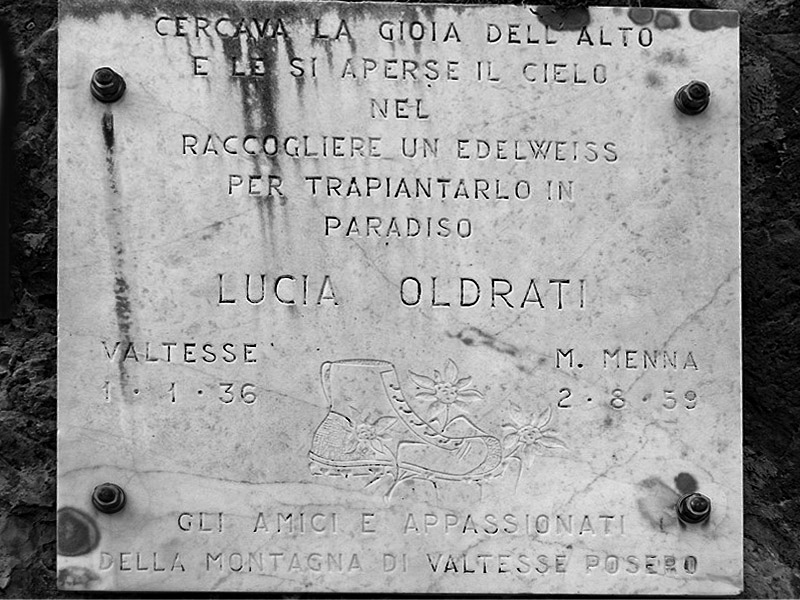 CERCAVA LA GIOIA DELL'ALTO
E LE SI APERSE IL CIELO
NEL
RACCOGLIERE UN EDELWEISS
PER TRAPIANTARLO IN
PARADISO
LUCIA OLDRATI
VALTESSE M. MENNA
1·1·36 2·8·59
GLI AMICI E APPASSIONATI
DELLA MONTAGNA DI VALTESSE POSERO